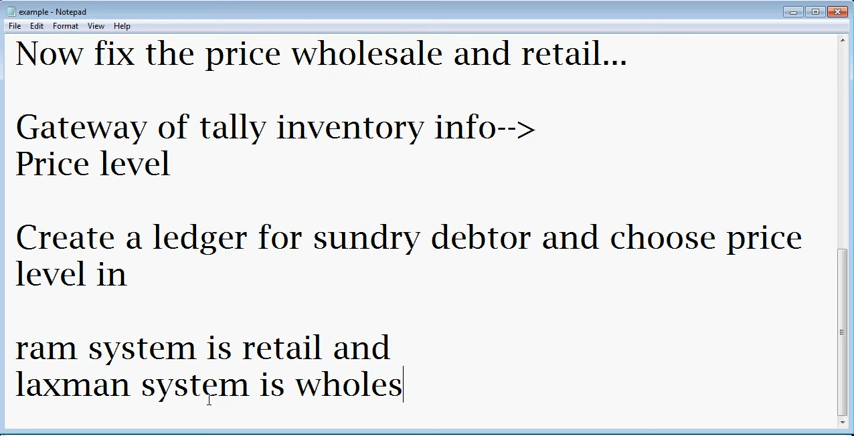 example - Notepad
File Edit Format View Help
Now fix the price wholesale and retail...
Gateway of tally inventory info-->
Price level
Create a ledger for sundry debtor and choose price
level in
ram system is retail and
laxman system is wholes